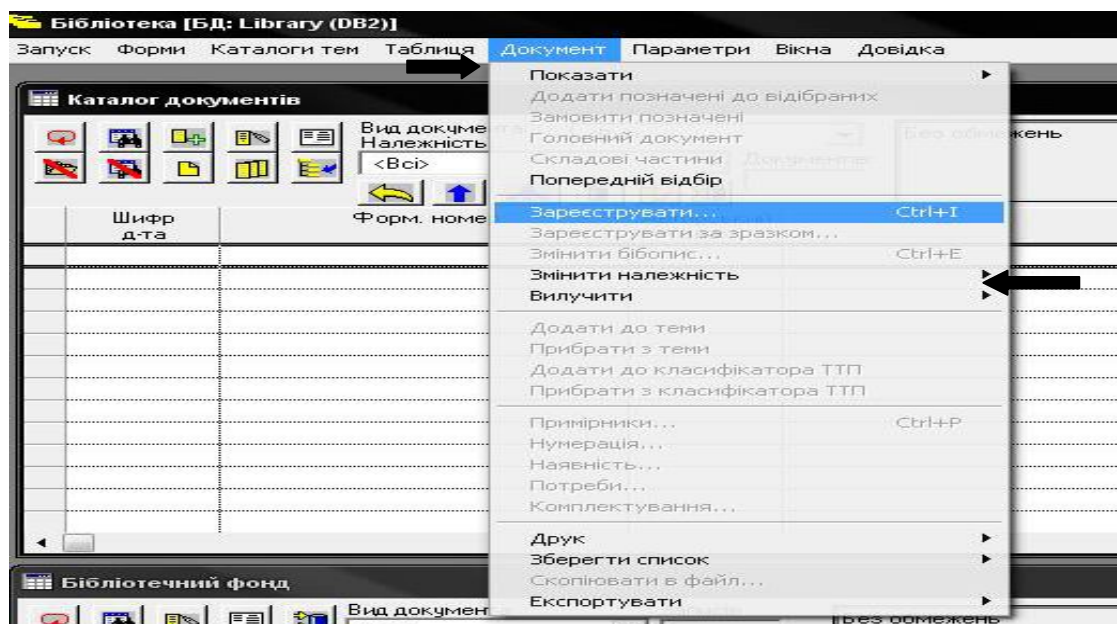 Бібліотека [БД: Library (DB2)]
Запуск Форми Каталоги тем Таблиця Документ Параметри Вікна Довідка
Каталог документів
Вид докуме
Належність
<Всі>
Шифр
д-та
Форм. номе
Показати
Додати позначені до відібраних
Замовити позначені
Головний документ
Складові частини
Попередній відбір
Зареєструвати... Ctrl+I
Зареєструвати за зразком...
Змінити бібопис... Ctrl+E
Змінити належність
Вилучити
Додати до теми
Прибрати з теми
Додати до класифікатора ТТП
Прибрати з класифікатора ТТП
Примірники... Ctrl+P
Нумерація...
Наявність...
Потреби...
Комплектування...
Друк
Зберегти список
Скопіювати в файл...
Експортувати
Без обмежень
Бібліотечний фонд
Вид документа
Без обмежень